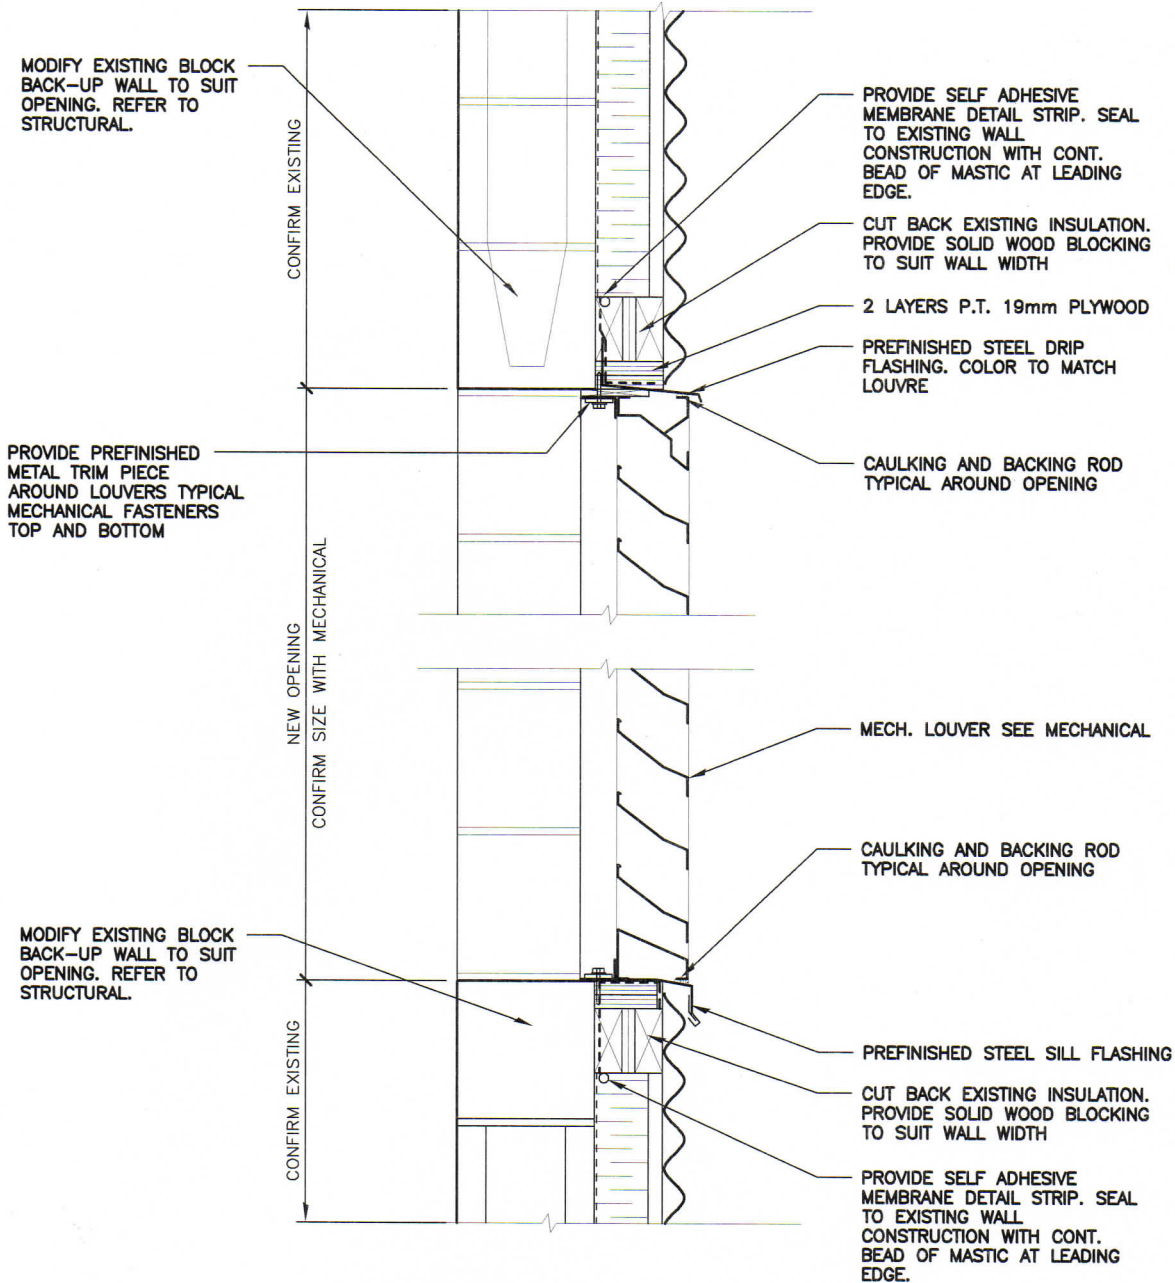 MODIFY EXISTING BLOCK
BACK-UP WALL TO SUIT
OPENING. REFER TO
STRUCTURAL.
CONFIRM EXISTING
PROVIDE SELF ADHESIVE
MEMBRANE DETAIL STRIP. SEAL
TO EXISTING WALL
CONSTRUCTION WITH CONT.
BEAD OF MASTIC AT LEADING
EDGE.
CUT BACK EXISTING INSULATION.
PROVIDE SOLID WOOD BLOCKING
TO SUIT WALL WIDTH
2 LAYERS P.T. 19mm PLYWOOD
PREFINISHED STEEL DRIP
FLASHING. COLOR TO MATCH
LOUVRE
PROVIDE PREFINISHED
METAL TRIM PIECE
AROUND LOUVERS TYPICAL
MECHANICAL FASTENERS
TOP AND BOTTOM
CAULKING AND BACKING ROD
TYPICAL AROUND OPENING
NEW OPENING
CONFIRM SIZE WITH MECHANICAL
MECH. LOUVER SEE MECHANICAL
CAULKING AND BACKING ROD
TYPICAL AROUND OPENING
MODIFY EXISTING BLOCK
BACK-UP WALL TO SUIT
OPENING. REFER TO
STRUCTURAL.
CONFIRM EXISTING
PREFINISHED STEEL SILL FLASHING
CUT BACK EXISTING INSULATION.
PROVIDE SOLID WOOD BLOCKING
TO SUIT WALL WIDTH
PROVIDE SELF ADHESIVE
MEMBRANE DETAIL STRIP. SEAL
TO EXISTING WALL
CONSTRUCTION WITH CONT.
BEAD OF MASTIC AT LEADING
EDGE.